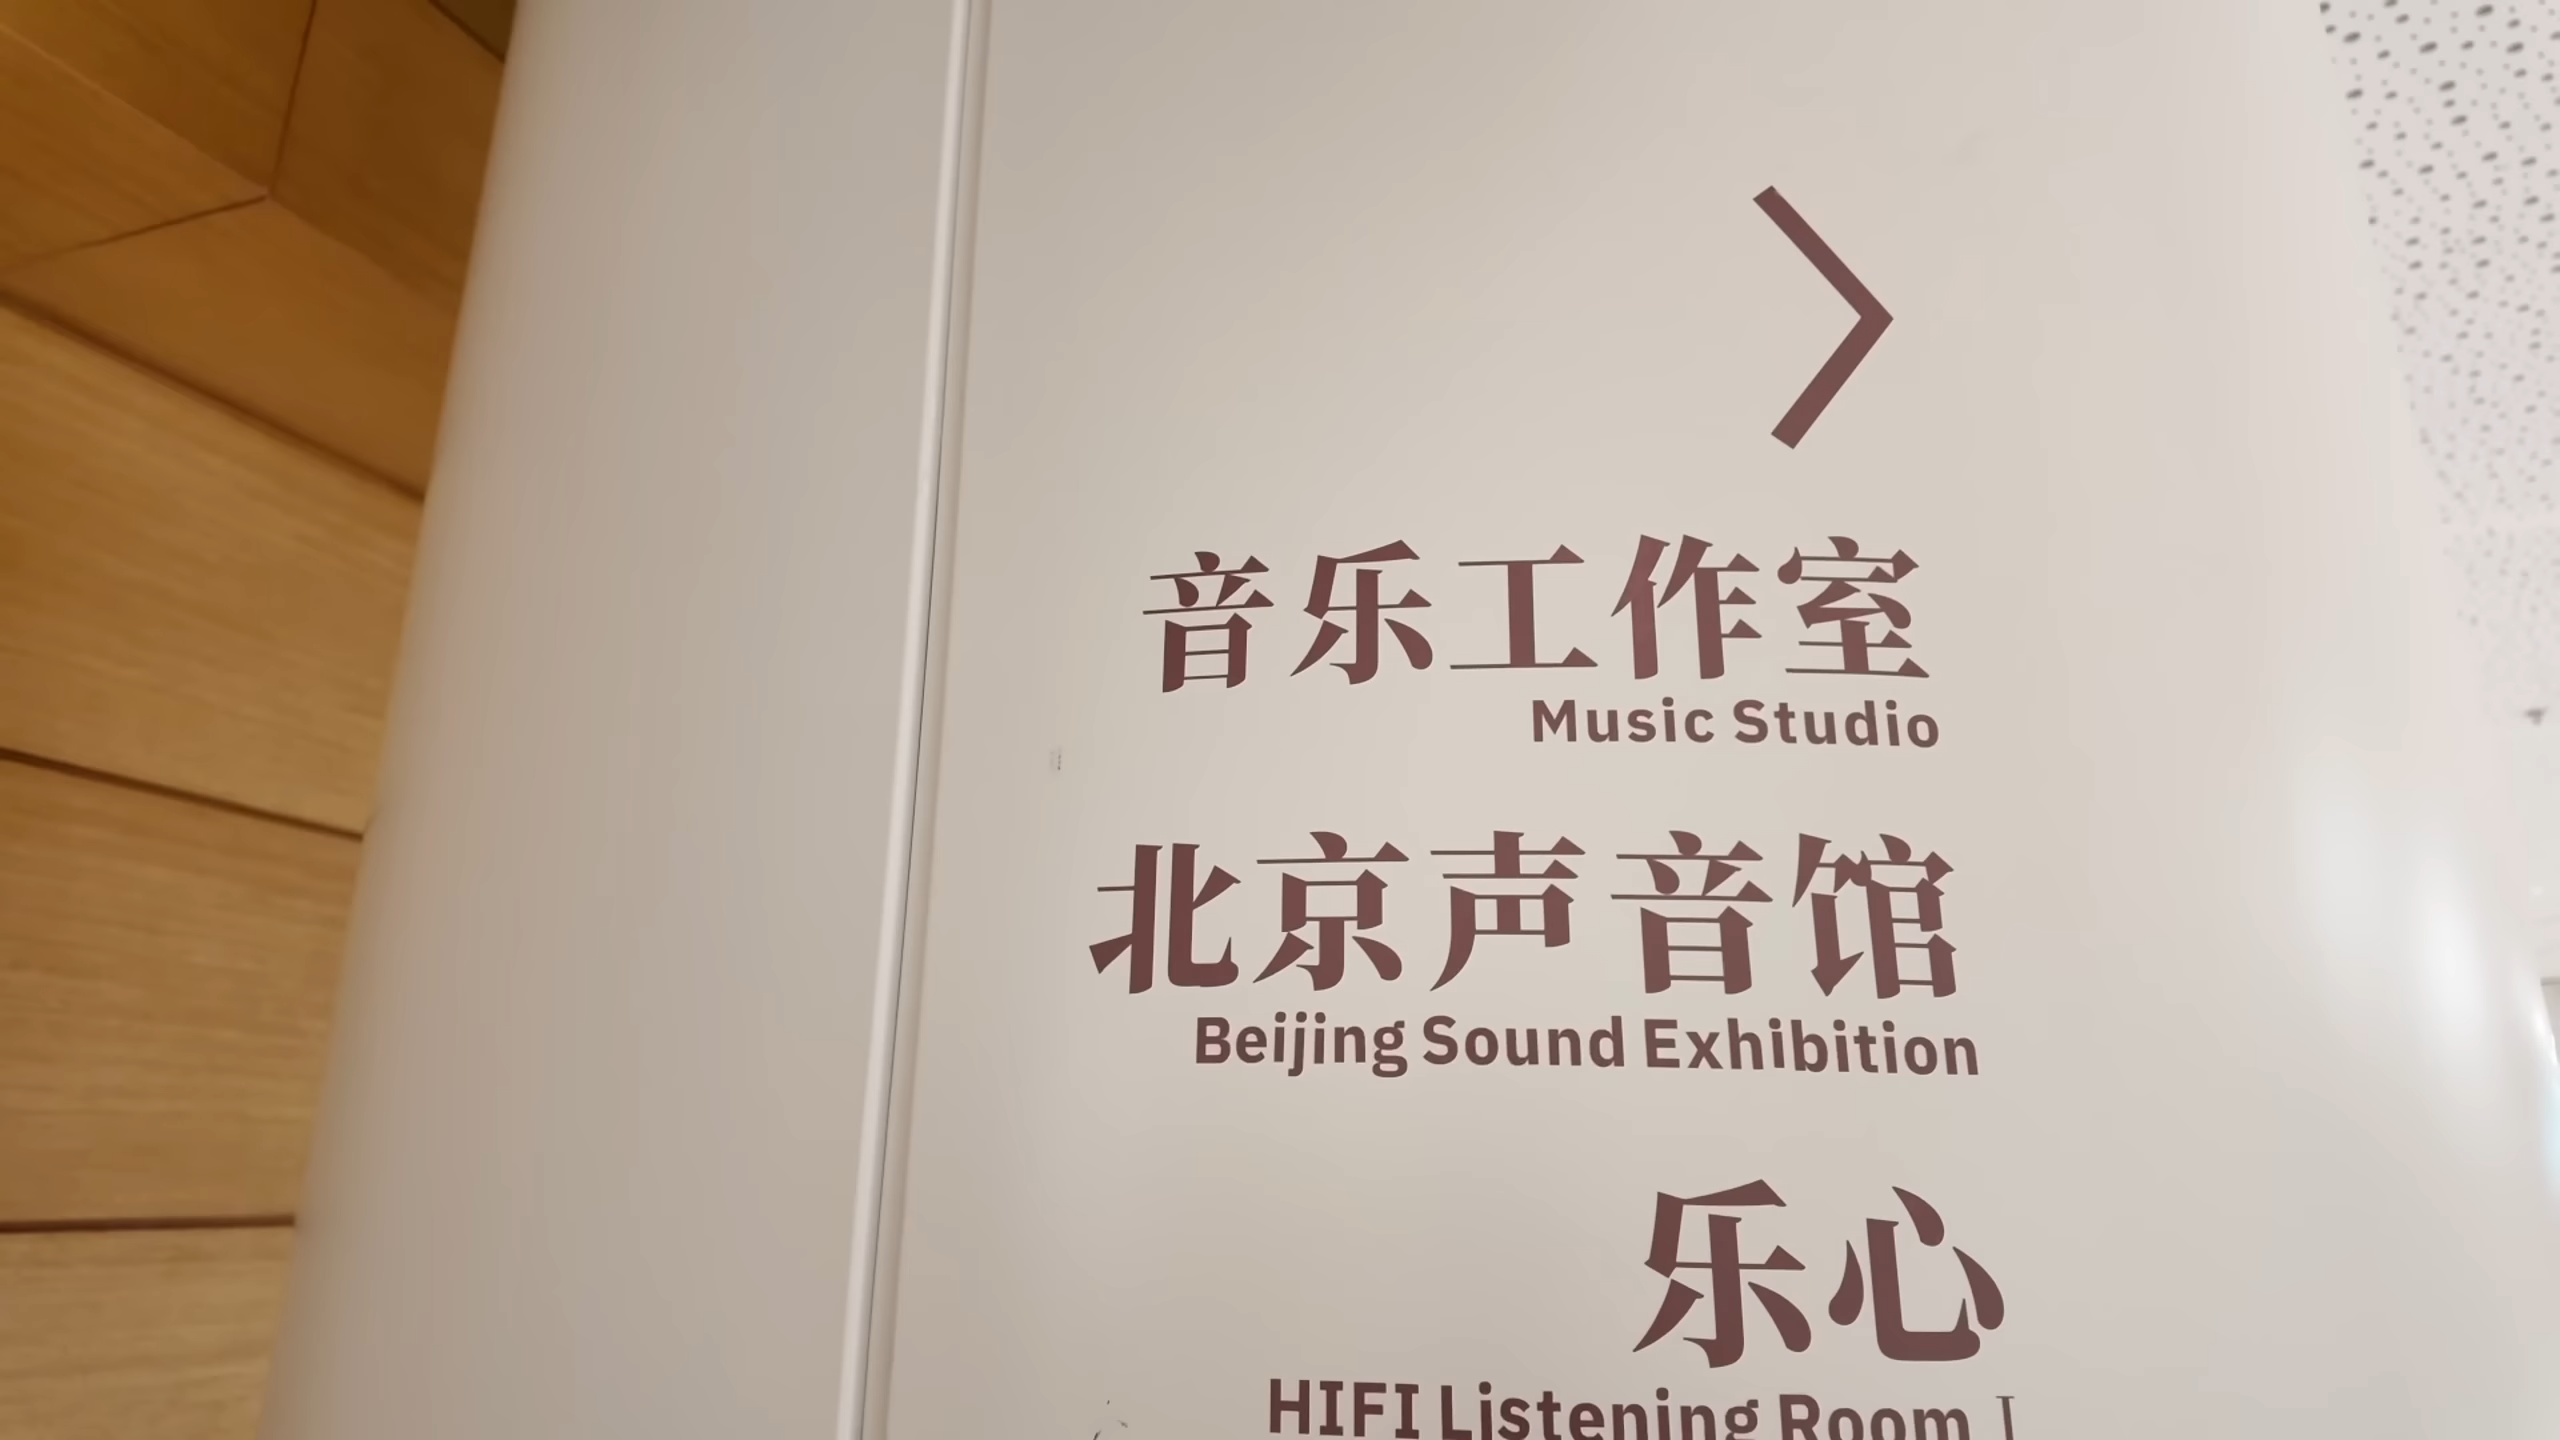 音乐工作室
Music Studio
北京声音馆
Beijing Sound Exhibition
乐心
HIFI Listening Room I